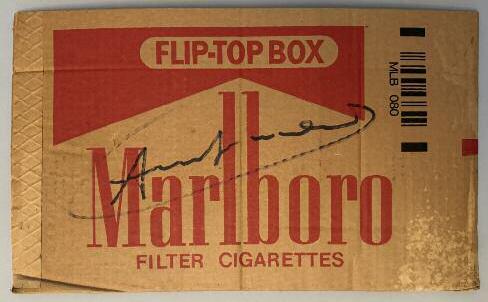 FLIP-TOP BOX
Marlboro
FILTER CIGARETTES
MLB 080